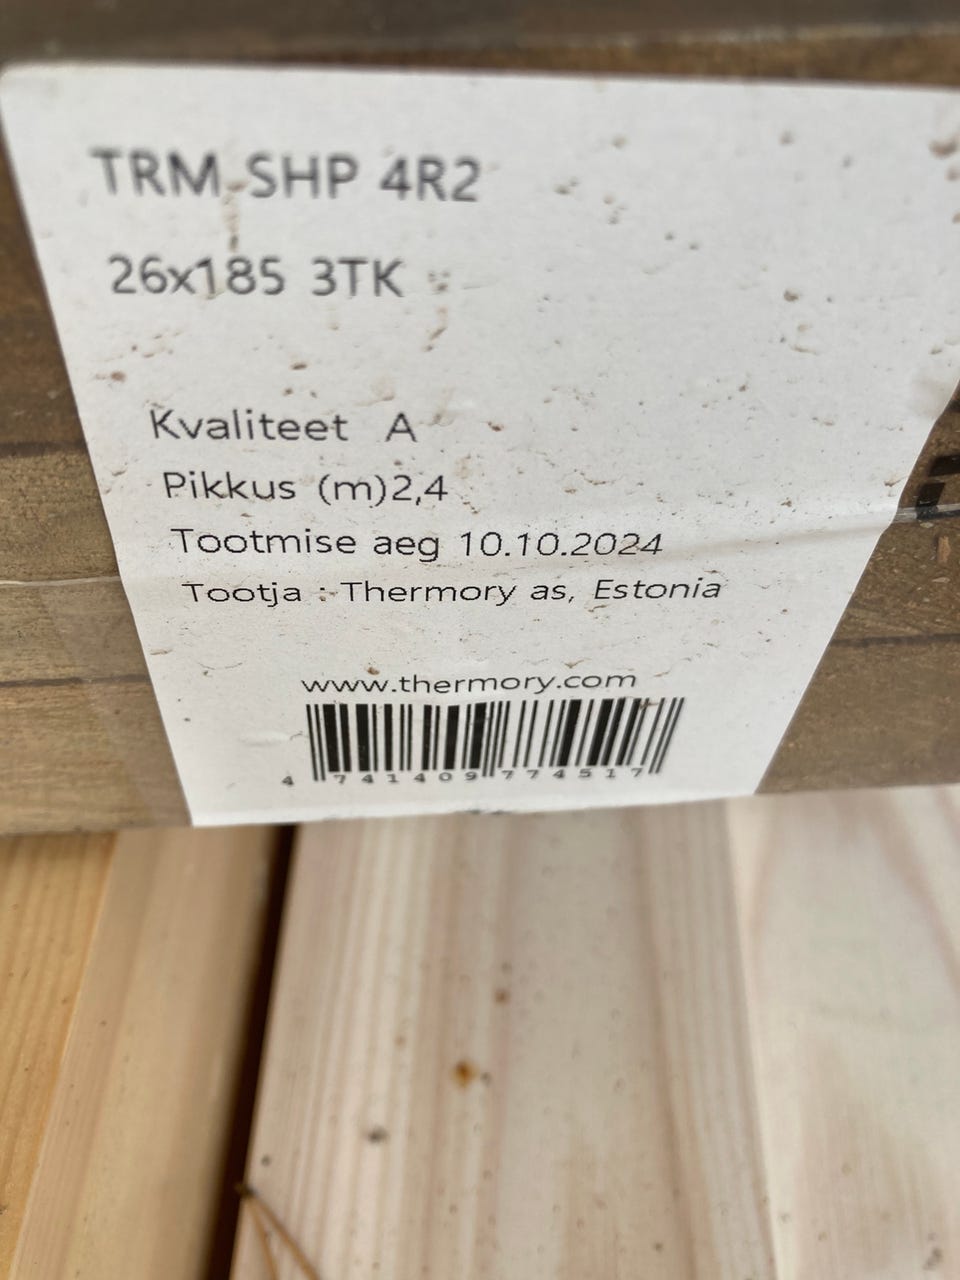 TRM SHP 4R2
26x185 3TK
Kvaliteet A
Pikkus (m)2,4
Tootmise aeg 10.10.2024
Tootja : Thermory as, Estonia
www.thermory.com
4 741409 774517